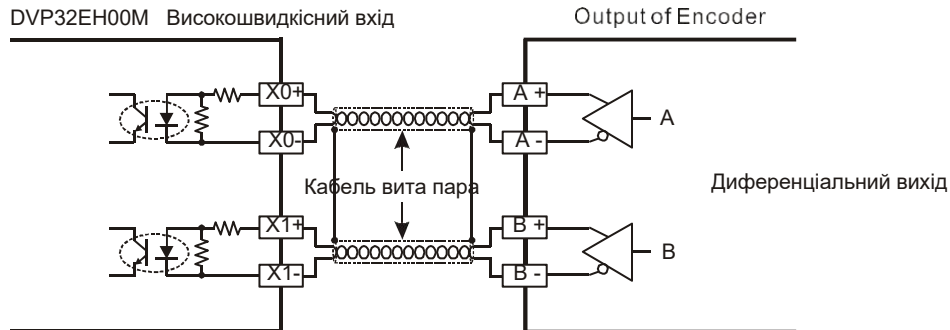 DVP32EH00M Високошвидкісний вхід
Output of Encoder
X0+
A +
A
X0-
A -
Кабель вита пара
Диференціальний вихід
X1+
B +
B
X1-
B -